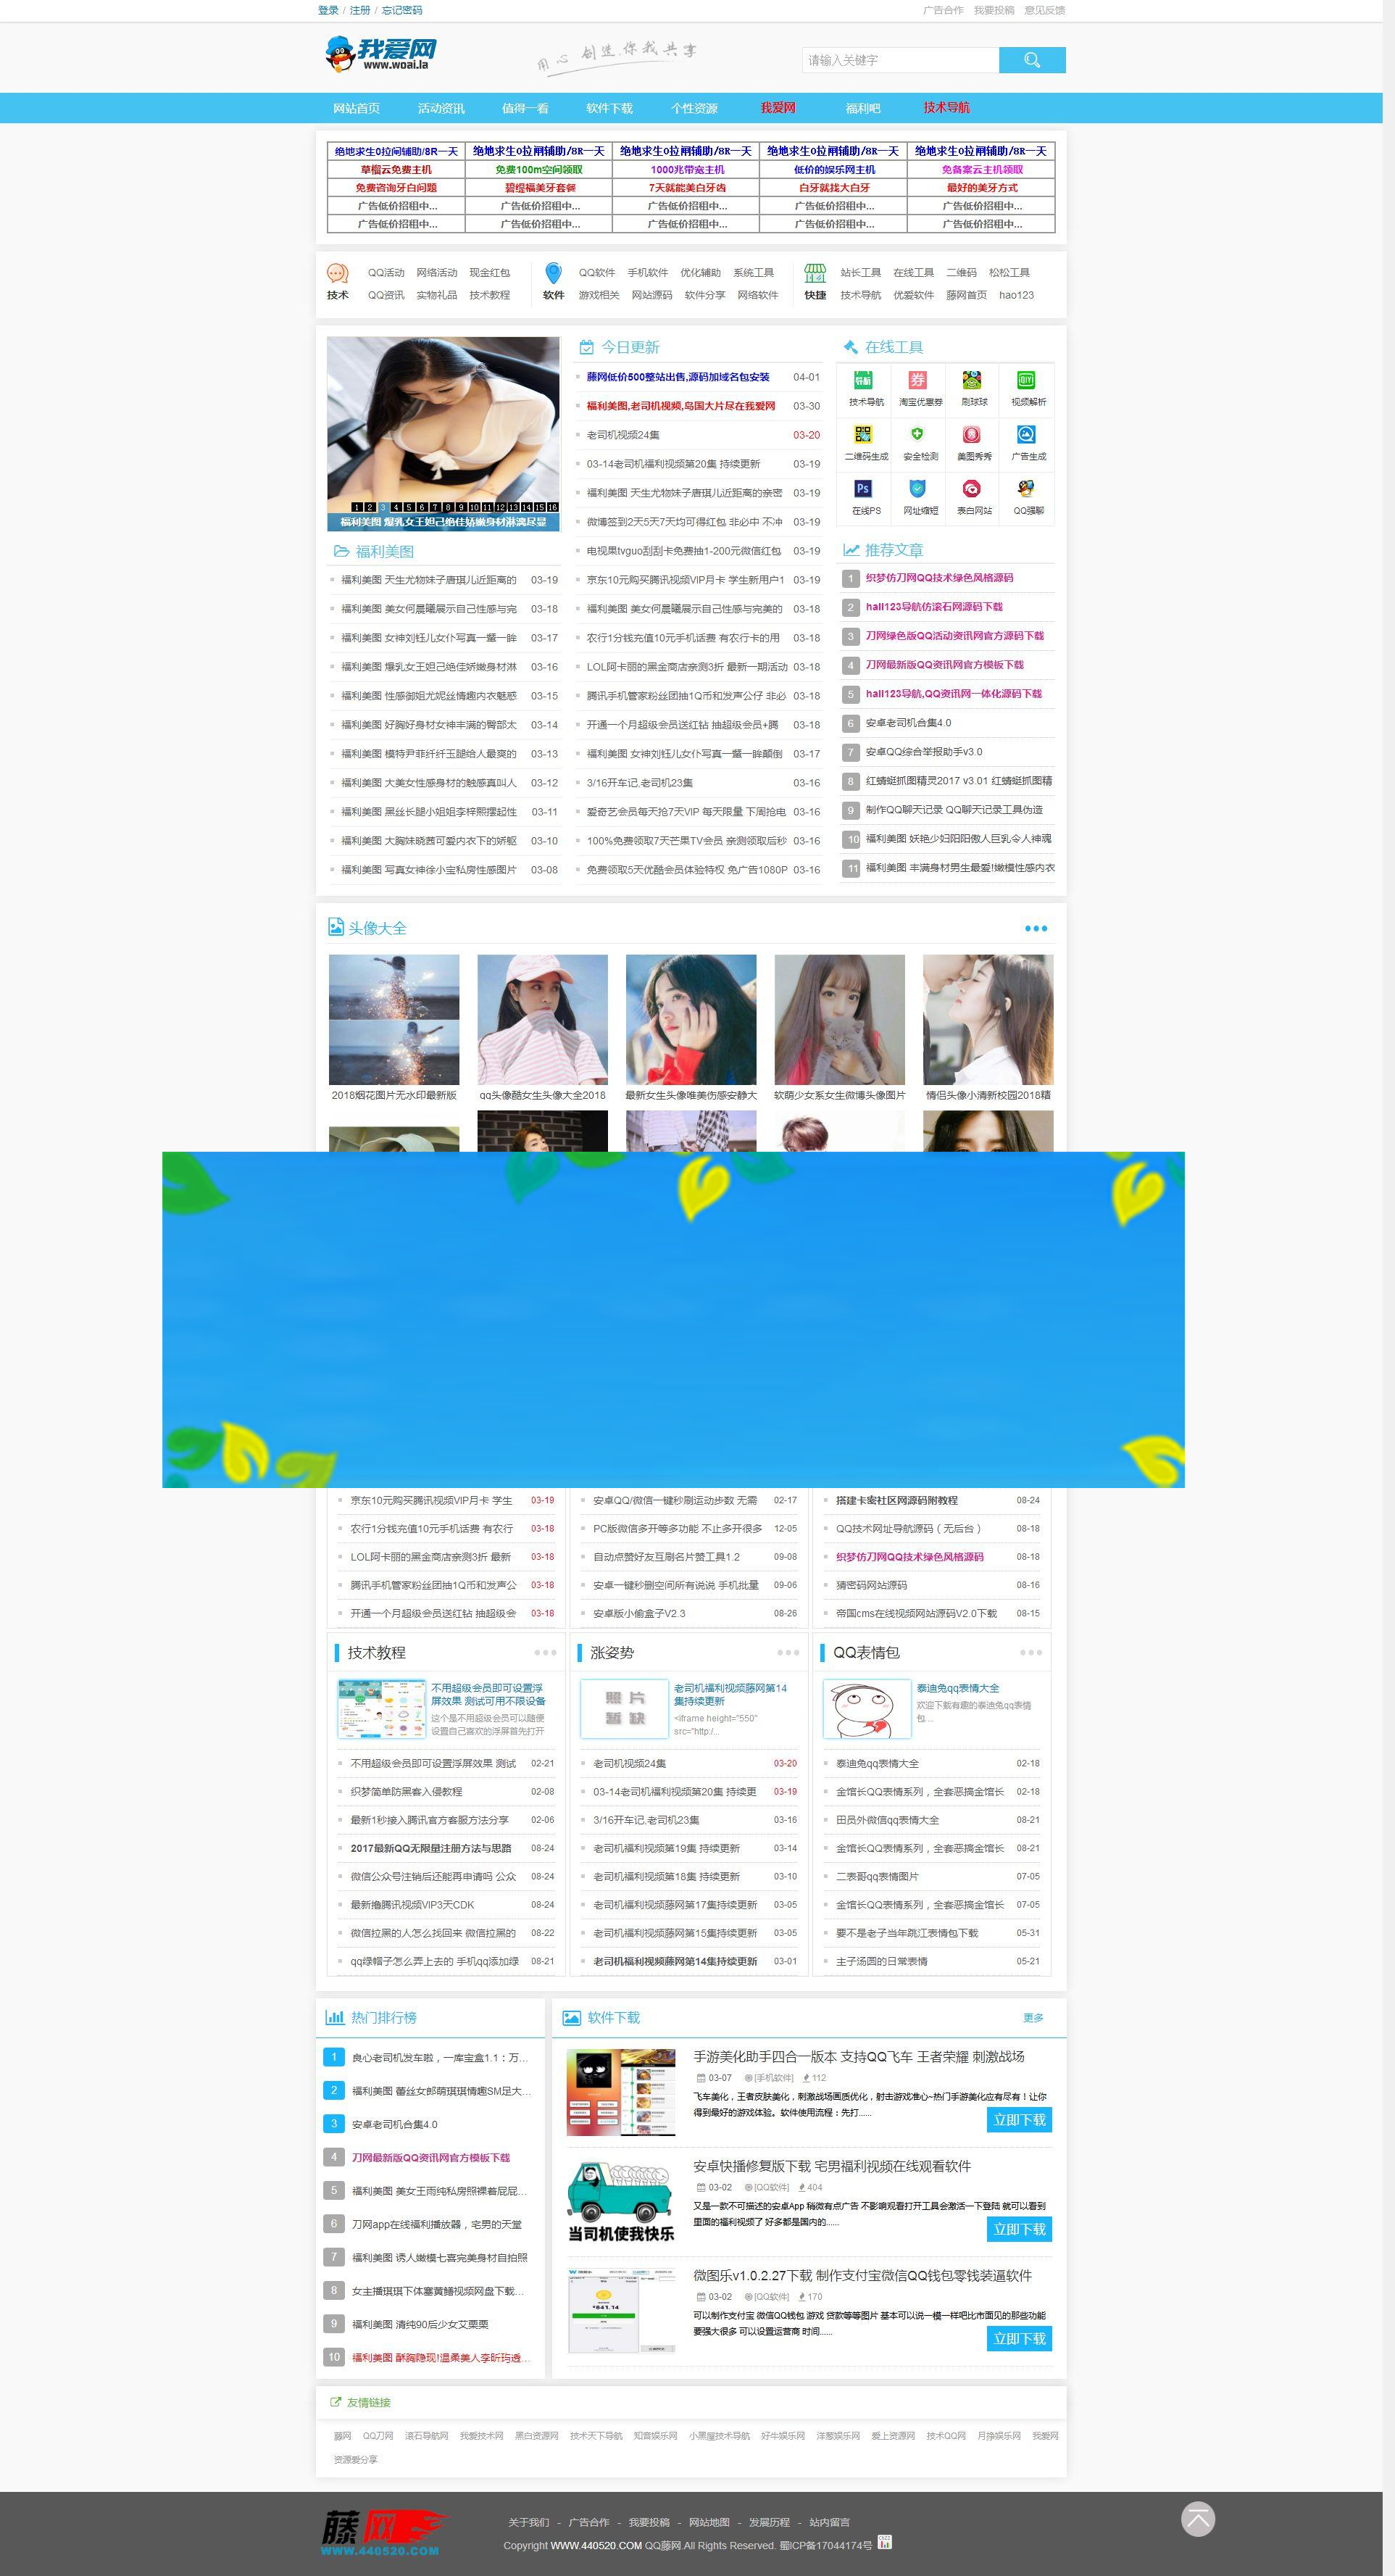 登录 / 注册 / 忘记密码
广告合作 我要投稿 意见反馈
我爱网
www.woai.la
用心 创造.你我共享
请输入关键字
网站首页 活动资讯 值得一看 软件下载 个性资源 我爱网 福利吧 技术导航
绝地求生0拉闸辅助/8R一天 绝地求生0拉闸辅助/8R一天 绝地求生0拉闸辅助/8R一天 绝地求生0拉闸辅助/8R一天 绝地求生0拉闸辅助/8R一天
草榴云免费主机 免费100m空间领取 1000兆带宽主机 低价的娱乐网主机 免备案云主机领取
免费咨询牙白问题 碧缇福美牙套餐 7天就能美白牙齿 白牙就找大白牙 最好的美牙方式
广告低价招租中... 广告低价招租中... 广告低价招租中... 广告低价招租中... 广告低价招租中...
广告低价招租中... 广告低价招租中... 广告低价招租中... 广告低价招租中... 广告低价招租中...
技术
QQ活动 网络活动 现金红包
QQ资讯 实物礼品 技术教程
软件
QQ软件 手机软件 优化辅助 系统工具
游戏相关 网站源码 软件分享 网络软件
快捷
站长工具 在线工具 二维码 松松工具
技术导航 优爱软件 藤网首页 hao123
1 2 3 4 5 6 7 8 9 10 11 12 13 14 15 16
福利美图 爆乳女王妲己绝佳娇嫩身材淋漓尽显
福利美图
福利美图 天生尤物妹子唐琪儿近距离的 03-19
福利美图 美女何晨曦展示自己性感与完 03-18
福利美图 女神刘钰儿女仆写真一颦一眸 03-17
福利美图 爆乳女王妲己绝佳娇嫩身材淋 03-16
福利美图 性感御姐尤妮丝情趣内衣魅惑 03-15
福利美图 好胸好身材女神丰满的臀部太 03-14
福利美图 模特尹菲纤纤玉腿给人最爽的 03-13
福利美图 大美女性感身材的触感真叫人 03-12
福利美图 黑丝长腿小姐姐李梓熙摆起性 03-11
福利美图 大胸妹晓茜可爱内衣下的娇躯 03-10
福利美图 写真女神徐小宝私房性感图片 03-08
今日更新
藤网低价500整站出售,源码加域名包安装 04-01
福利美图,老司机视频,岛国大片尽在我爱网 03-30
老司机视频24集 03-20
03-14老司机福利视频第20集 持续更新 03-19
福利美图 天生尤物妹子唐琪儿近距离的亲密 03-19
微博签到2天5天7天均可得红包 非必中 不冲 03-19
电视果tvguo刮刮卡免费抽1-200元微信红包 03-19
京东10元购买腾讯视频VIP月卡 学生新用户1 03-19
福利美图 美女何晨曦展示自己性感与完美的 03-18
农行1分钱充值10元手机话费 有农行卡的用 03-18
LOL阿卡丽的黑金商店亲测3折 最新一期活动 03-18
腾讯手机管家粉丝团抽1Q币和发声公仔 非必 03-18
开通一个月超级会员送红钻 抽超级会员+腾 03-18
福利美图 女神刘钰儿女仆写真一颦一眸颠倒 03-17
3/16开车记,老司机23集 03-16
爱奇艺会员每天抢7天VIP 每天限量 下周抢电 03-16
100%免费领取7天芒果TV会员 亲测领取后秒 03-16
免费领取5天优酷会员体验特权 免广告1080P 03-16
在线工具
导航 券 QIYI
技术导航 淘宝优惠券 刷球球 视频解析
二维码生成 安全检测 美图秀秀 广告生成
Ps
在线PS 网址缩短 表白网站 QQ强聊
推荐文章
1 织梦仿刀网QQ技术绿色风格源码
2 hall123导航仿滚石网源码下载
3 刀网绿色版QQ活动资讯网官方源码下载
4 刀网最新版QQ资讯网官方模板下载
5 hall123导航,QQ资讯网一体化源码下载
6 安卓老司机合集4.0
7 安卓QQ综合举报助手v3.0
8 红蜻蜓抓图精灵2017 v3.01 红蜻蜓抓图精
9 制作QQ聊天记录 QQ聊天记录工具伪造
10 福利美图 妖艳少妇阳阳傲人巨乳令人神魂
11 福利美图 丰满身材男生最爱!嫩模性感内衣
头像大全
2018烟花图片无水印最新版 qq头像酷女生头像大全2018 最新女生头像唯美伤感安静大 软萌少女系女生微博头像图片 情侣头像小清新校园2018精
京东10元购买腾讯视频VIP月卡 学生 03-19
农行1分钱充值10元手机话费 有农行 03-18
LOL阿卡丽的黑金商店亲测3折 最新 03-18
腾讯手机管家粉丝团抽1Q币和发声公 03-18
开通一个月超级会员送红钻 抽超级会 03-18
安卓QQ/微信一键秒刷运动步数 无需 02-17
PC版微信多开等多功能 不止多开很多 12-05
自动点赞好友互刷名片赞工具1.2 09-08
安卓一键秒删空间所有说说 手机批量 09-06
安卓版小偷盒子V2.3 08-26
搭建卡密社区网源码附教程 08-24
QQ技术网址导航源码（无后台） 08-18
织梦仿刀网QQ技术绿色风格源码 08-18
猜密码网站源码 08-16
帝国cms在线视频网站源码V2.0下载 08-15
技术教程
不用超级会员即可设置浮
屏效果 测试可用不限设备
这个是不用超级会员可以随便
设置自己喜欢的浮屏首先打开
不用超级会员即可设置浮屏效果 测试 02-21
织梦简单防黑客入侵教程 02-08
最新1秒接入腾讯官方客服方法分享 02-06
2017最新QQ无限量注册方法与思路 08-24
微信公众号注销后还能再申请吗 公众 08-24
最新撸腾讯视频VIP3天CDK 08-24
微信拉黑的人怎么找回来 微信拉黑的 08-22
qq绿帽子怎么弄上去的 手机qq添加绿 08-21
涨姿势
照片
暂缺
老司机福利视频藤网第14
集持续更新
<iframe height="550"
src="http:/...
老司机视频24集 03-20
03-14老司机福利视频第20集 持续更 03-19
3/16开车记,老司机23集 03-16
老司机福利视频第19集 持续更新 03-14
老司机福利视频第18集 持续更新 03-10
老司机福利视频藤网第17集持续更新 03-05
老司机福利视频藤网第15集持续更新 03-05
老司机福利视频藤网第14集持续更新 03-01
QQ表情包
泰迪兔qq表情大全
欢迎下载有趣的泰迪兔qq表情
包...
泰迪兔qq表情大全 02-18
金馆长QQ表情系列，全套恶搞金馆长 02-18
田员外微信qq表情大全 08-21
金馆长QQ表情系列，全套恶搞金馆长 08-21
二表哥qq表情图片 07-05
金馆长QQ表情系列，全套恶搞金馆长 07-05
要不是老子当年跳江表情包下载 05-31
主子汤圆的日常表情 05-21
热门排行榜
1 良心老司机发车啦，一库宝盒1.1：万...
2 福利美图 蕾丝女郎萌琪琪情趣SM足大...
3 安卓老司机合集4.0
4 刀网最新版QQ资讯网官方模板下载
5 福利美图 美女王雨纯私房照裸着屁屁...
6 刀网app在线福利播放器，宅男的天堂
7 福利美图 诱人嫩模七喜完美身材自拍照
8 女主播琪琪下体塞黄鳝视频网盘下载...
9 福利美图 清纯90后少女艾栗栗
10 福利美图 酥胸隐现!温柔美人李昕玙透...
软件下载
更多
手游美化助手四合一版本 支持QQ飞车 王者荣耀 刺激战场
03-07 [手机软件] 112
飞车美化，王者皮肤美化，刺激战场画质优化，射击游戏准心~热门手游美化应有尽有！让你
得到最好的游戏体验。软件使用流程：先打......
立即下载
当司机使我快乐
安卓快播修复版下载 宅男福利视频在线观看软件
03-02 [QQ软件] 404
又是一款不可描述的安卓App 稍微有点广告 不影响观看打开工具会激活一下登陆 就可以看到
里面的福利视频了 好多都是国内的......
立即下载
微图乐v1.0.2.27下载 制作支付宝微信QQ钱包零钱装逼软件
03-02 [QQ软件] 170
可以制作支付宝 微信QQ钱包 游戏 贷款等等图片 基本可以说一模一样吧比市面见的那些功能
要强大很多 可以设置运营商 时间......
立即下载
友情链接
藤网 QQ刀网 滚石导航网 我爱技术网 黑白资源网 技术天下导航 知音娱乐网 小黑屋技术导航 好牛娱乐网 洋葱娱乐网 爱上资源网 技术QQ网 月挣娱乐网 我爱网
资源爱分享
藤网
WWW.440520.COM
关于我们 - 广告合作 - 我要投稿 - 网站地图 - 发展历程 - 站内留言
Copyright WWW.440520.COM QQ藤网.All Rights Reserved. 蜀ICP备17044174号